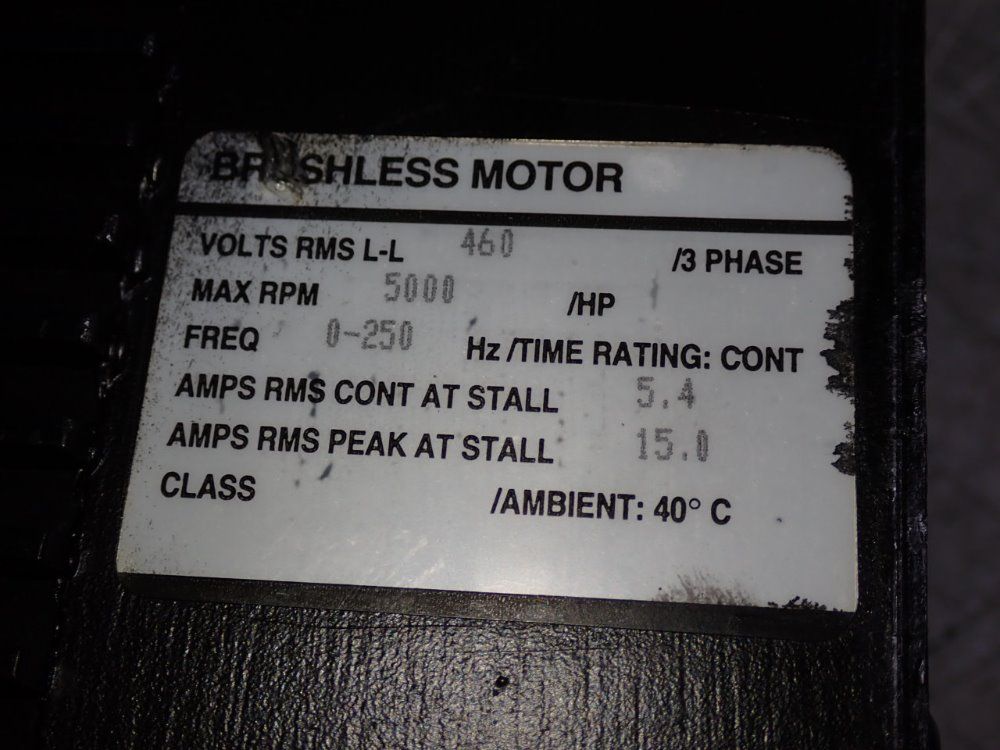 BRUSHLESS MOTOR
VOLTS RMS L-L 460 /3 PHASE
MAX RPM 5000 /HP
FREQ 0-250 Hz /TIME RATING: CONT
AMPS RMS CONT AT STALL 5.4
AMPS RMS PEAK AT STALL 15.0
CLASS /AMBIENT: 40° C